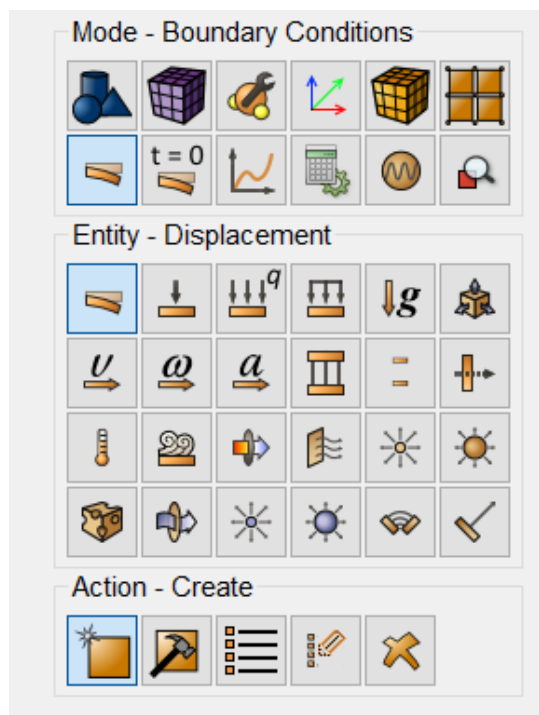 Mode - Boundary Conditions
t = 0
Entity - Displacement
q
g
υ
ω
a
Action - Create